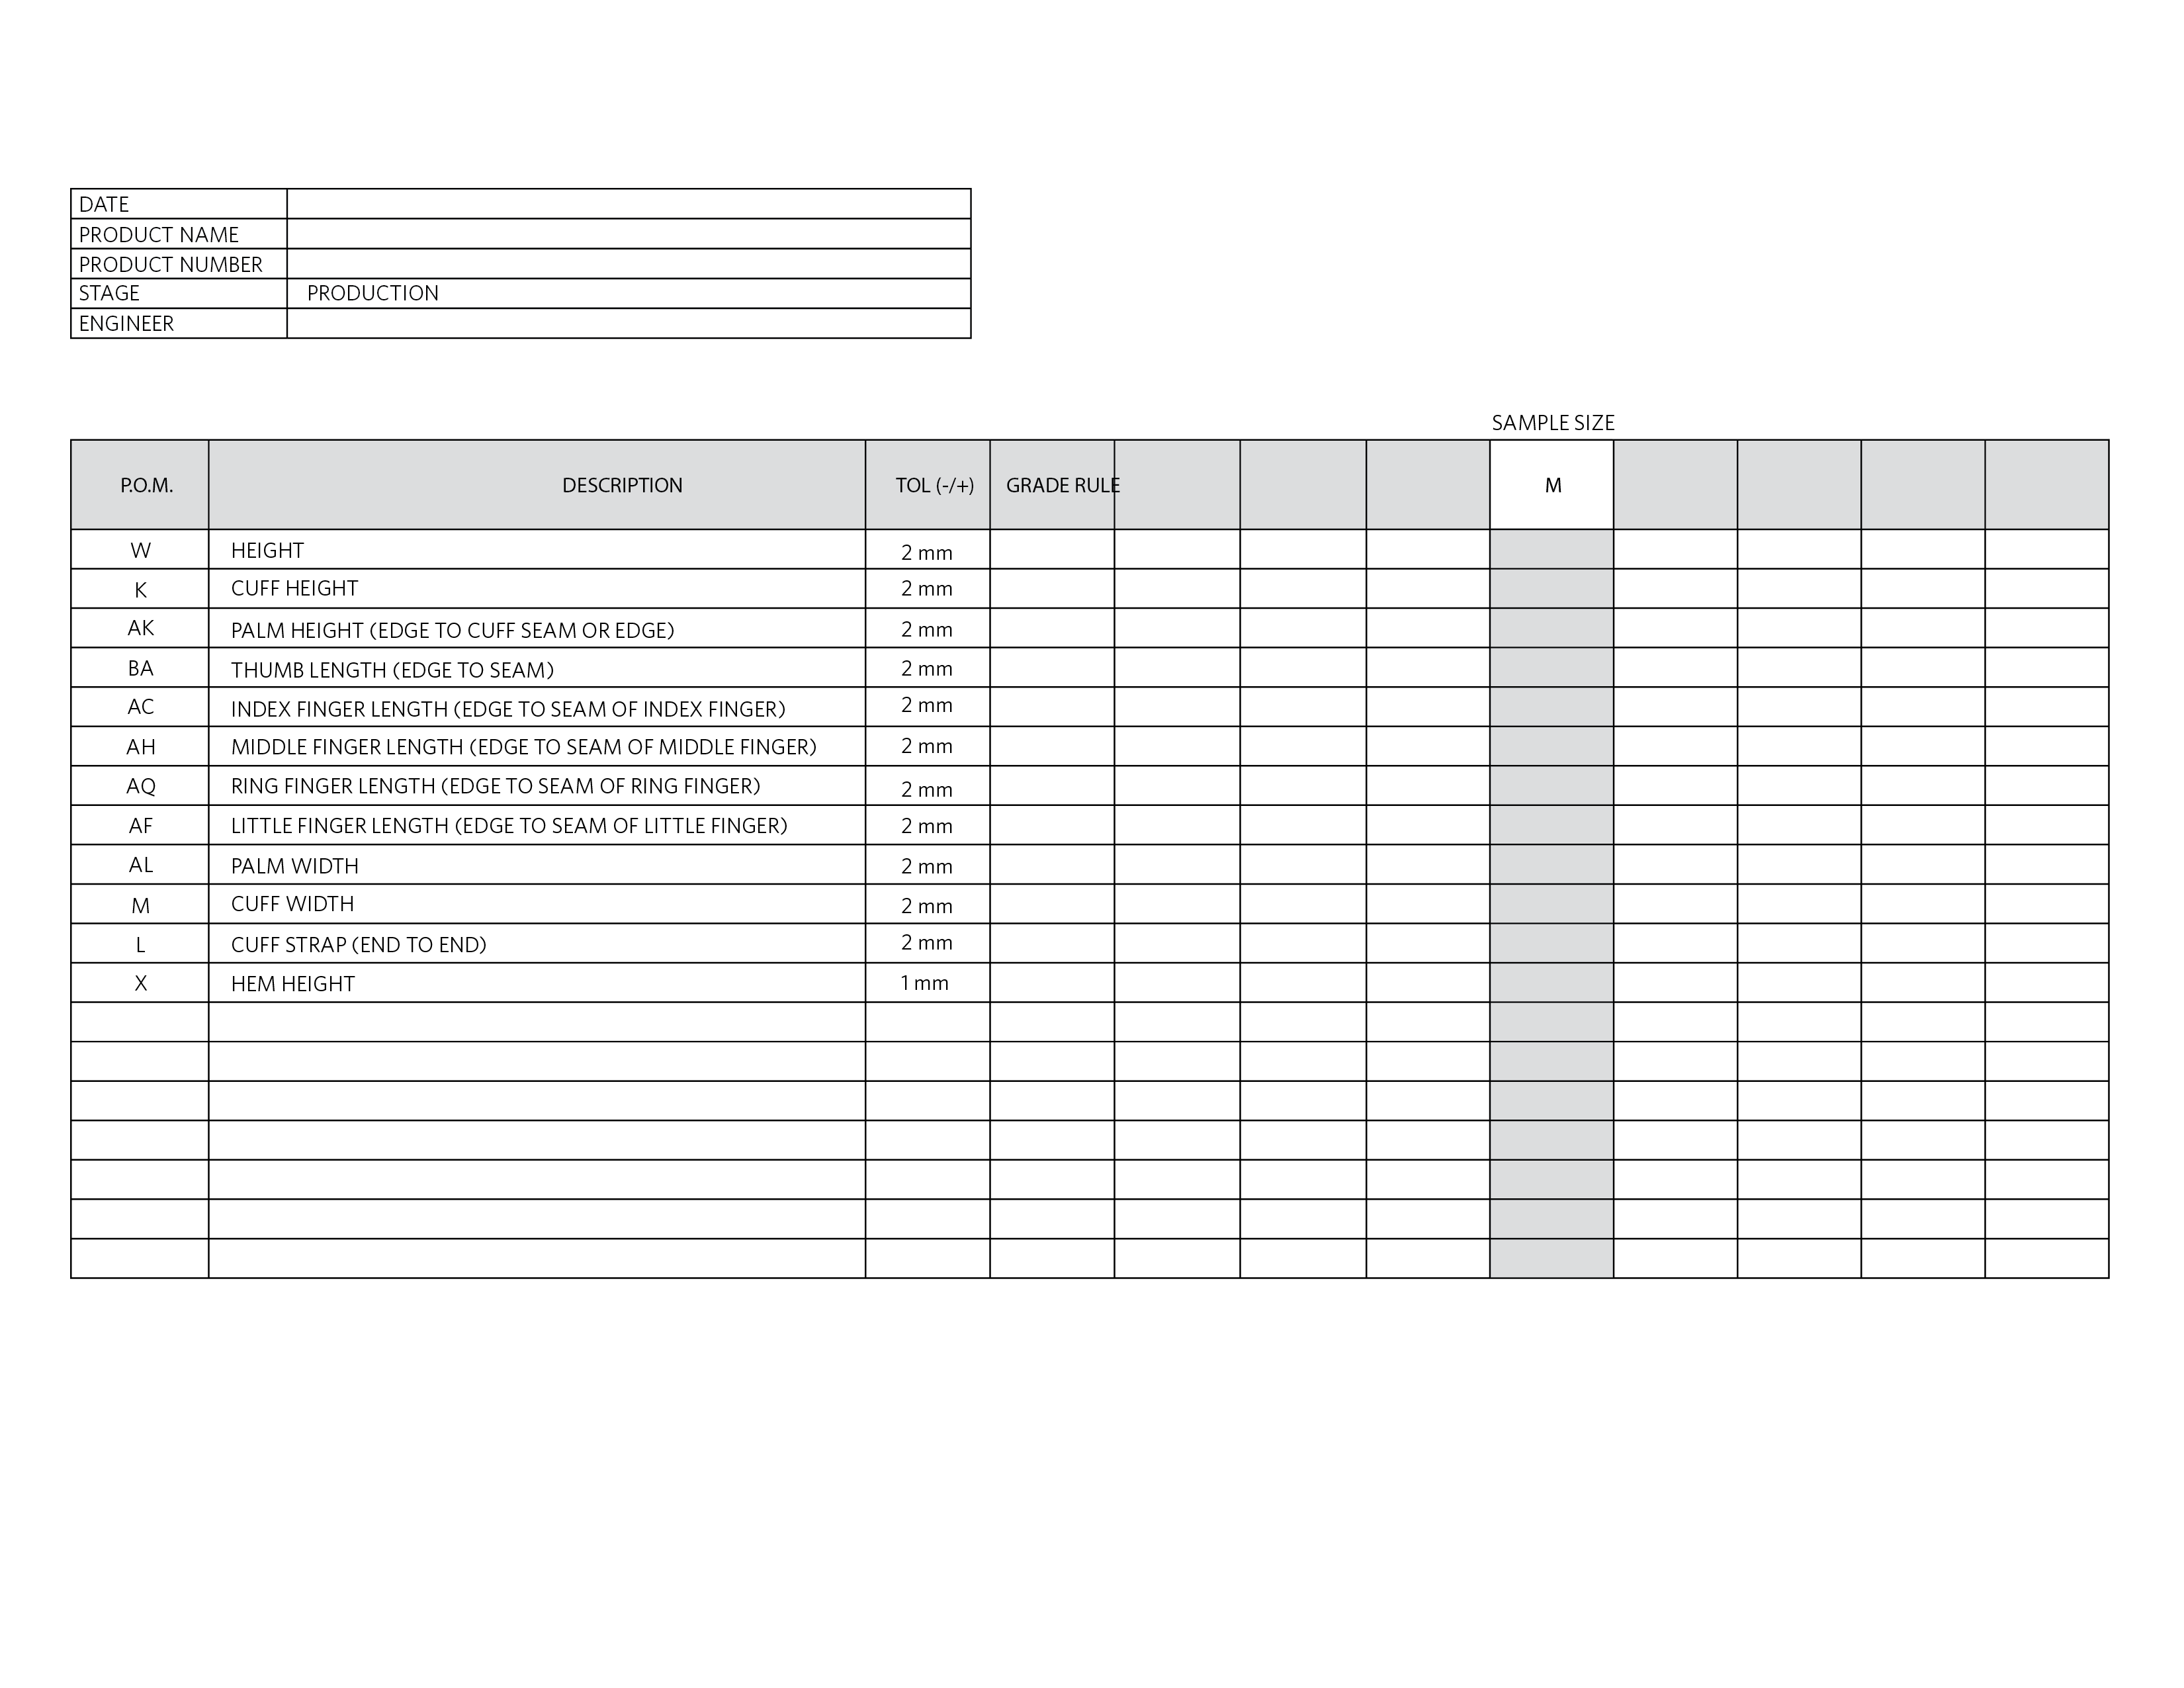 DATE
PRODUCT NAME
PRODUCT NUMBER
STAGE PRODUCTION
ENGINEER
SAMPLE SIZE
P.O.M. DESCRIPTION TOL (-/+) GRADE RULE M
W HEIGHT 2 mm
K CUFF HEIGHT 2 mm
AK PALM HEIGHT (EDGE TO CUFF SEAM OR EDGE) 2 mm
BA THUMB LENGTH (EDGE TO SEAM) 2 mm
AC INDEX FINGER LENGTH (EDGE TO SEAM OF INDEX FINGER) 2 mm
AH MIDDLE FINGER LENGTH (EDGE TO SEAM OF MIDDLE FINGER) 2 mm
AQ RING FINGER LENGTH (EDGE TO SEAM OF RING FINGER) 2 mm
AF LITTLE FINGER LENGTH (EDGE TO SEAM OF LITTLE FINGER) 2 mm
AL PALM WIDTH 2 mm
M CUFF WIDTH 2 mm
L CUFF STRAP (END TO END) 2 mm
X HEM HEIGHT 1 mm